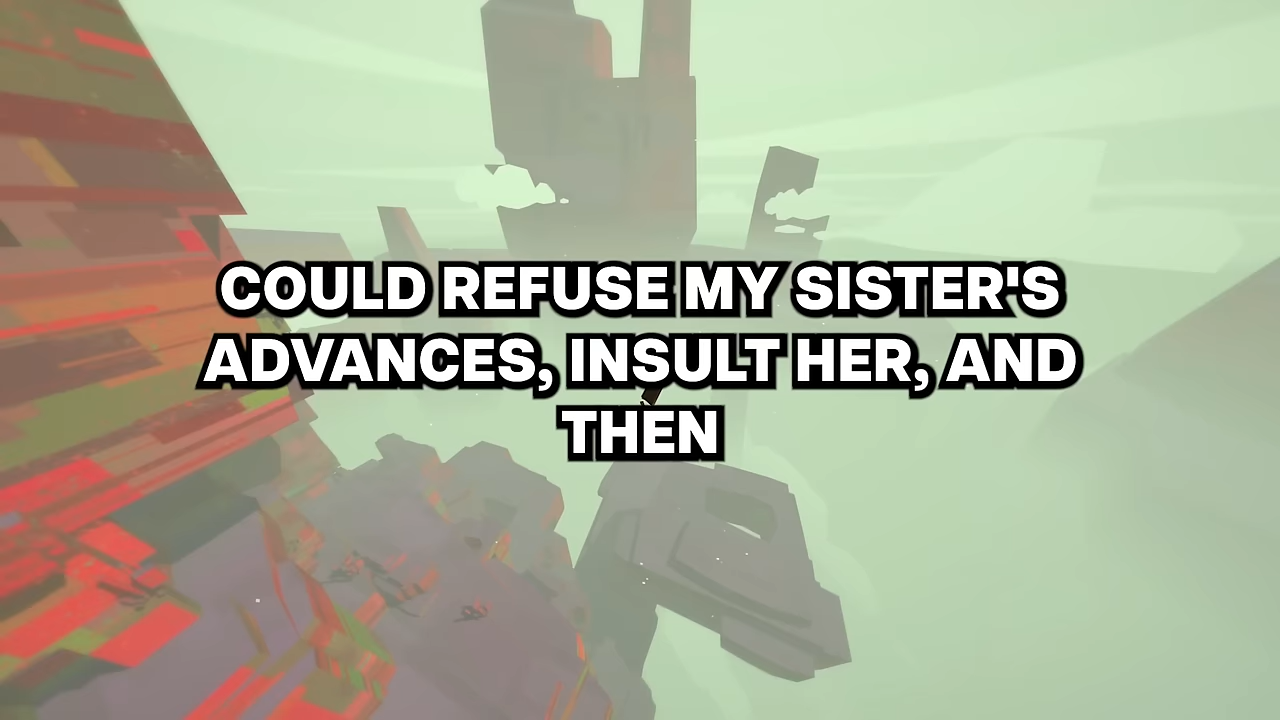 COULD REFUSE MY SISTER'S
ADVANCES, INSULT HER, AND
THEN